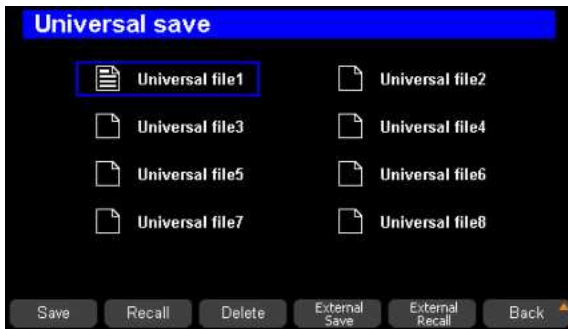 Universal save
Universal file1
Universal file2
Universal file3
Universal file4
Universal file5
Universal file6
Universal file7
Universal file8
Save
Recall
Delete
External
Save
External
Recall
Back